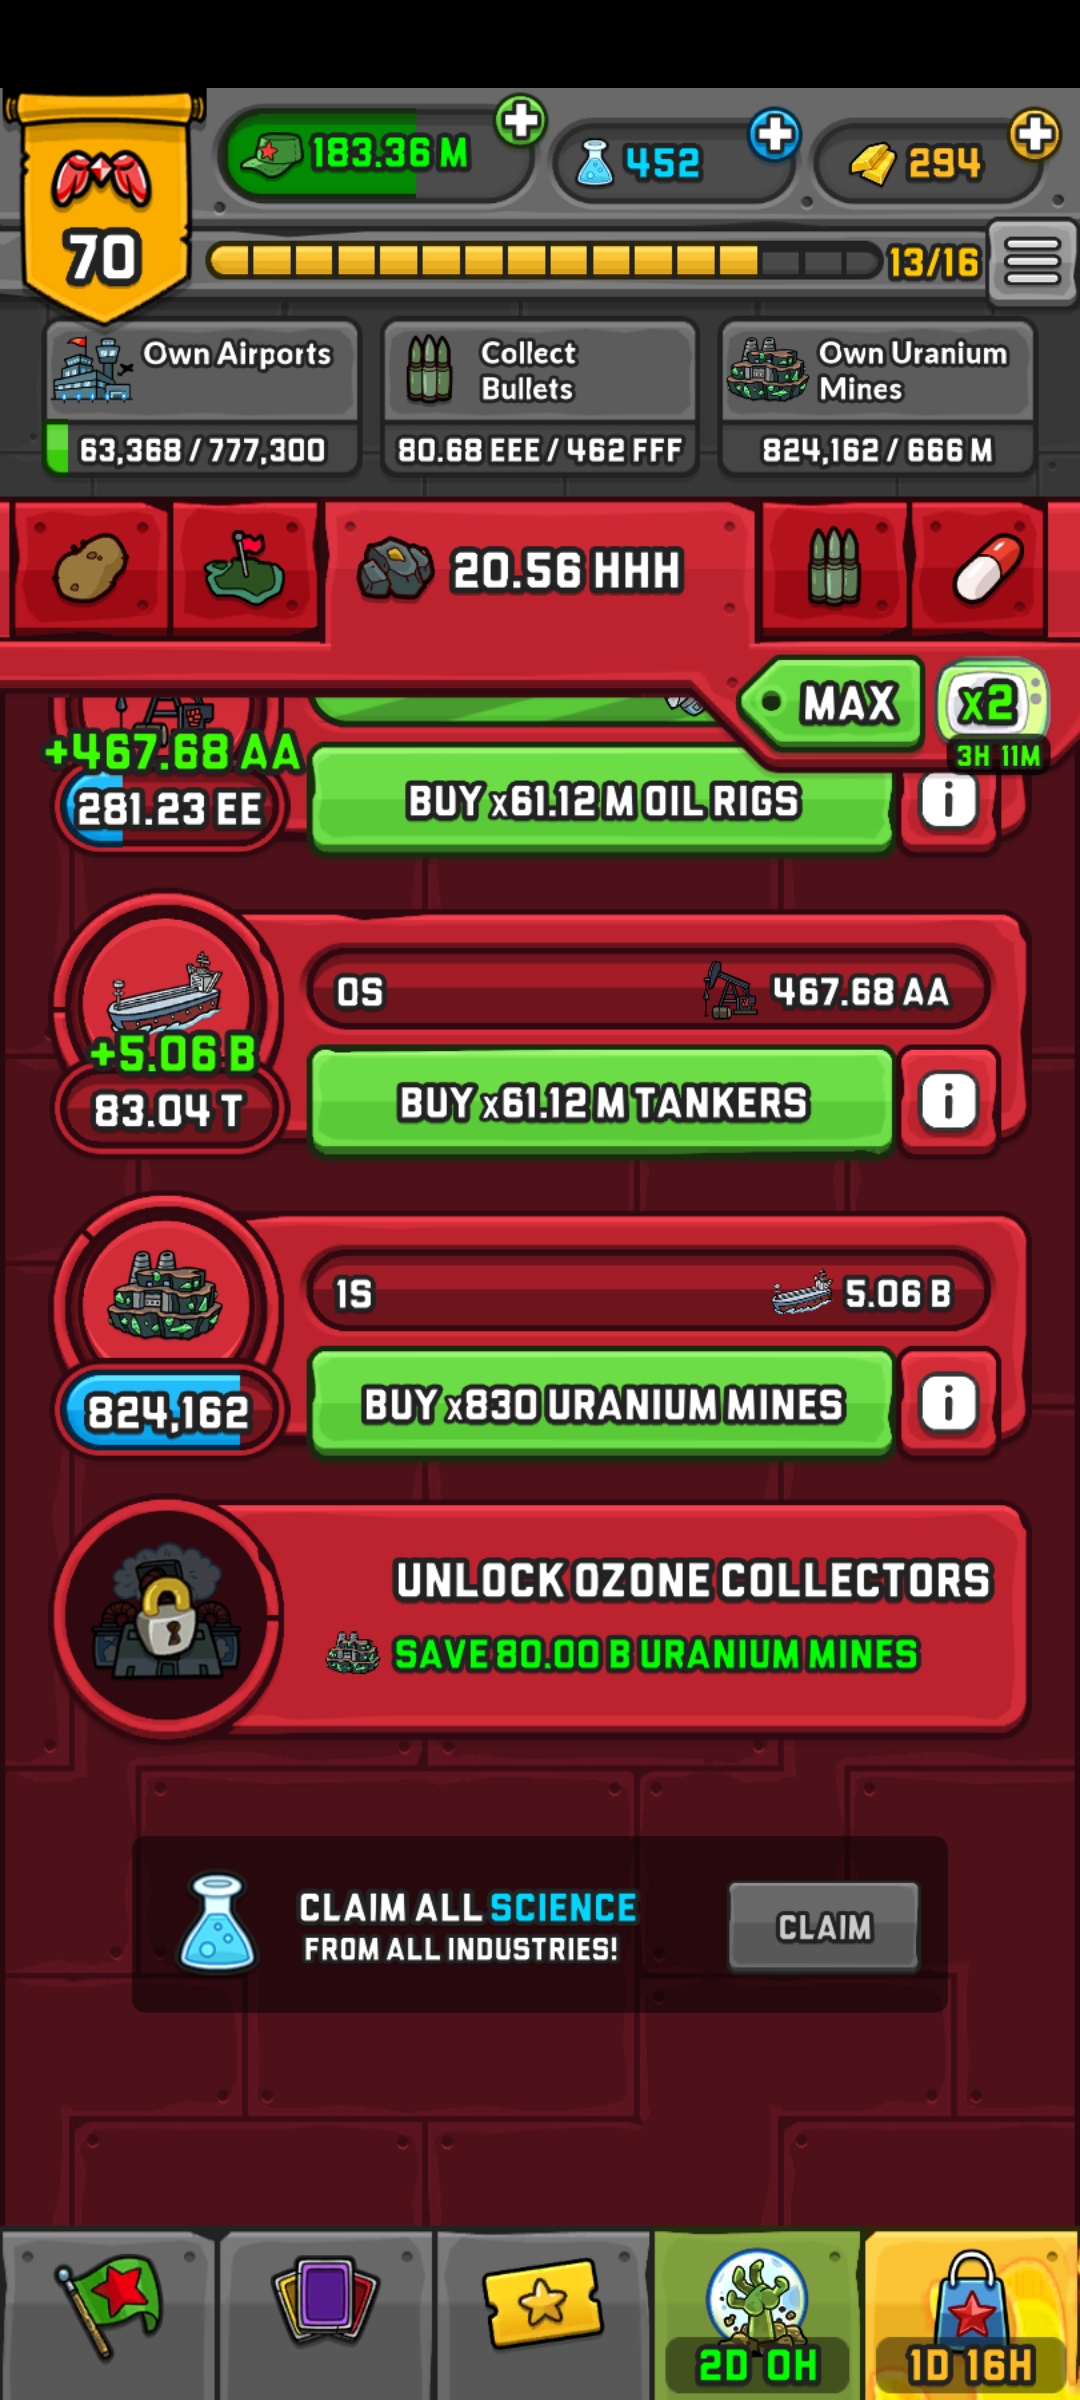 183.36 M
452
294
70
13/16
Own Airports
63,368 / 777,300
Collect
Bullets
80.68 EEE / 462 FFF
Own Uranium
Mines
824,162 / 666 M
20.56 HHH
MAX
x2
3H 11M
+467.68 AA
281.23 EE
BUY x61.12 M OIL RIGS
i
0S
467.68 AA
+5.06 B
83.04 T
BUY x61.12 M TANKERS
i
1S
5.06 B
824,162
BUY x830 URANIUM MINES
i
UNLOCK OZONE COLLECTORS
SAVE 80.00 B URANIUM MINES
CLAIM ALL SCIENCE
FROM ALL INDUSTRIES!
CLAIM
2D 0H
1D 16H